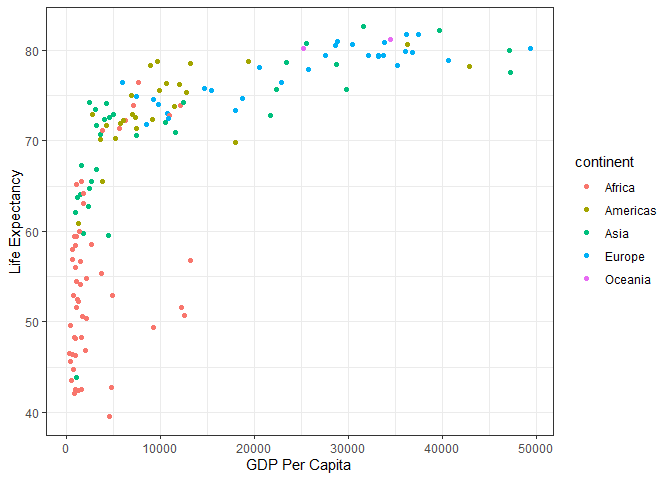 80
70
60
50
40
Life Expectancy
0
10000
20000
30000
40000
50000
GDP Per Capita
continent
Africa
Americas
Asia
Europe
Oceania